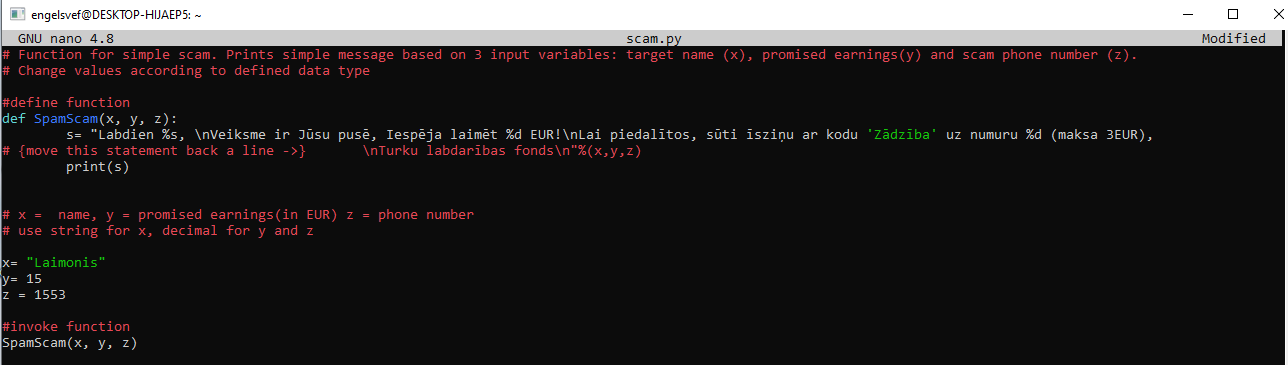 engelsvef@DESKTOP-HIJAEP5: ~
GNU nano 4.8 scam.py Modified
# Function for simple scam. Prints simple message based on 3 input variables: target name (x), promised earnings(y) and scam phone number (z).
# Change values according to defined data type
#define function
def SpamScam(x, y, z):
s= "Labdien %s, \nVeiksme ir Jūsu pusē, Iespēja laimēt %d EUR!\nLai piedalītos, sūti īsziņu ar kodu 'Zādzība' uz numuru %d (maksa 3EUR),
# {move this statement back a line ->} \nTurku labdarības fonds\n"%(x,y,z)
print(s)
# x = name, y = promised earnings(in EUR) z = phone number
# use string for x, decimal for y and z
x= "Laimonis"
y= 15
z = 1553
#invoke function
SpamScam(x, y, z)